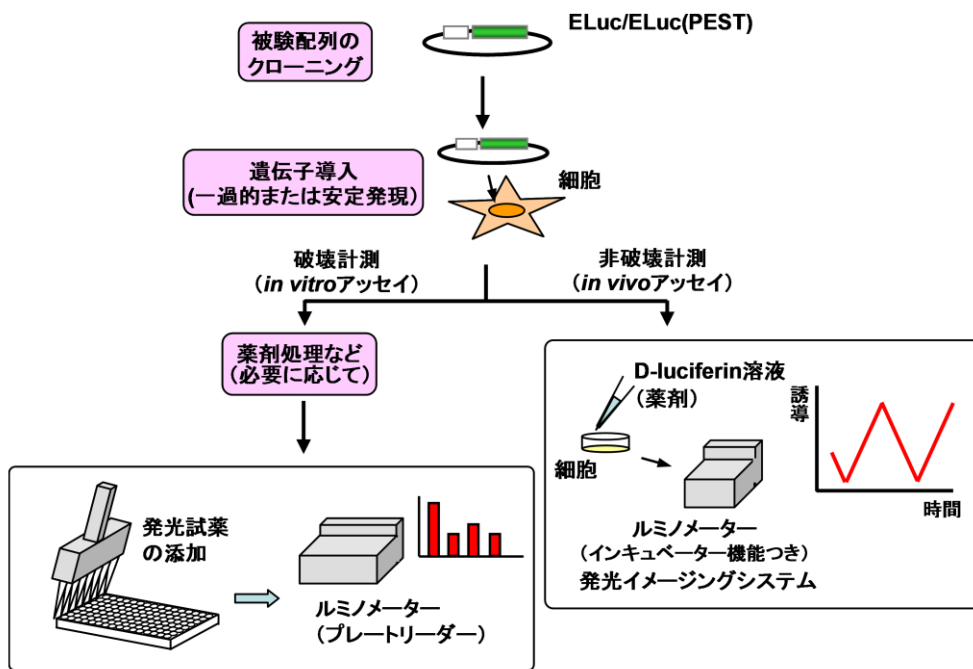 ELuc/ELuc(PEST)
被験配列の
クローニング
遺伝子導入
(一過的または安定発現)
細胞
破壊計測
(in vitroアッセイ)
非破壊計測
(in vivoアッセイ)
薬剤処理など
(必要に応じて)
D-luciferin溶液
(薬剤)
細胞
誘導
時間
ルミノメーター
(インキュベーター機能つき)
発光イメージングシステム
発光試薬
の添加
ルミノメーター
(プレートリーダー)